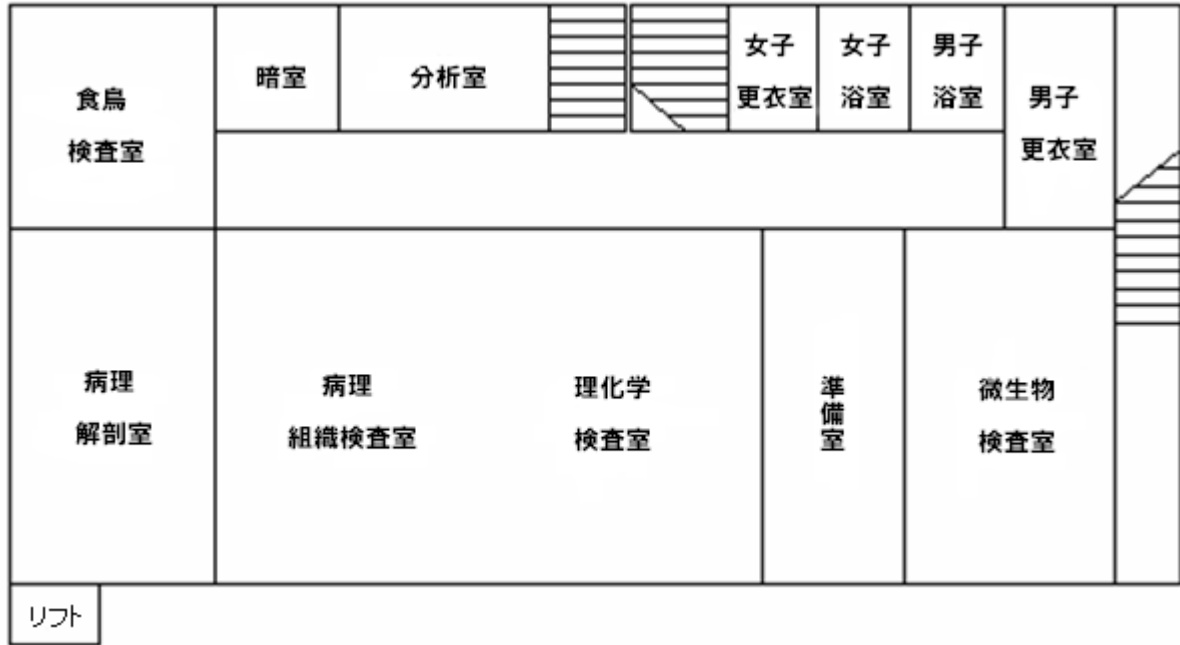 食鳥
検査室
暗室
分析室
女子
更衣室
女子
浴室
男子
浴室
男子
更衣室
病理
解剖室
病理
組織検査室
理化学
検査室
準備室
微生物
検査室
リフト